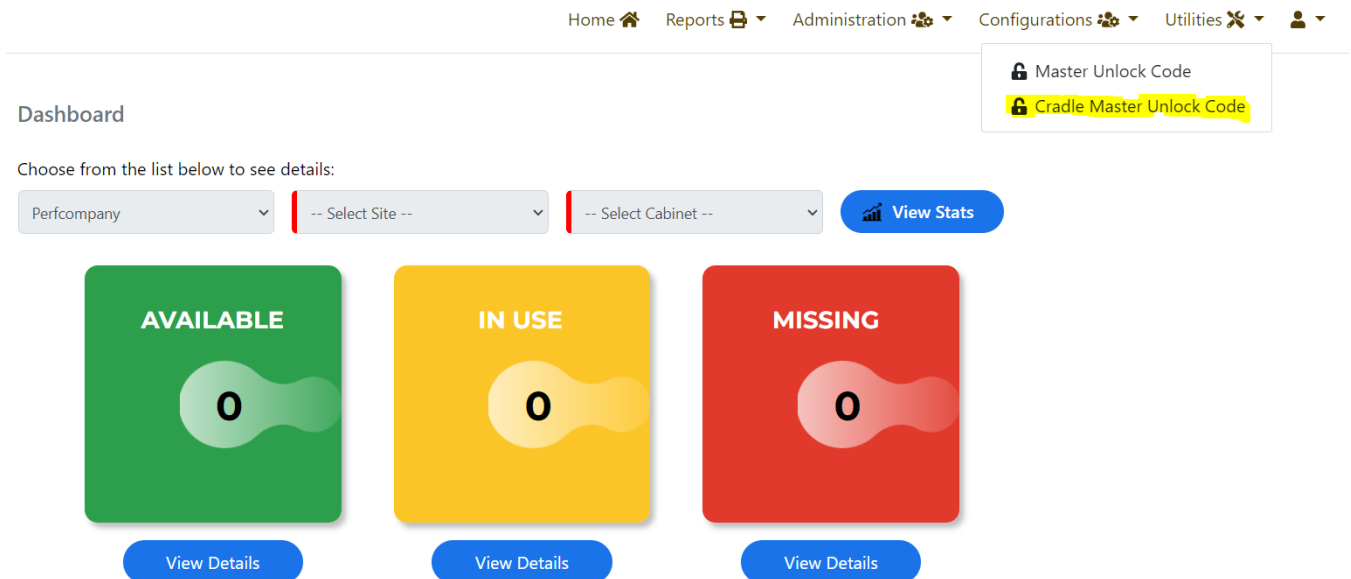 Home Reports Administration Configurations Utilities
Master Unlock Code
Cradle Master Unlock Code
Dashboard
Choose from the list below to see details:
Perfcompany -- Select Site -- -- Select Cabinet -- View Stats
AVAILABLE IN USE MISSING
0 0 0
View Details View Details View Details